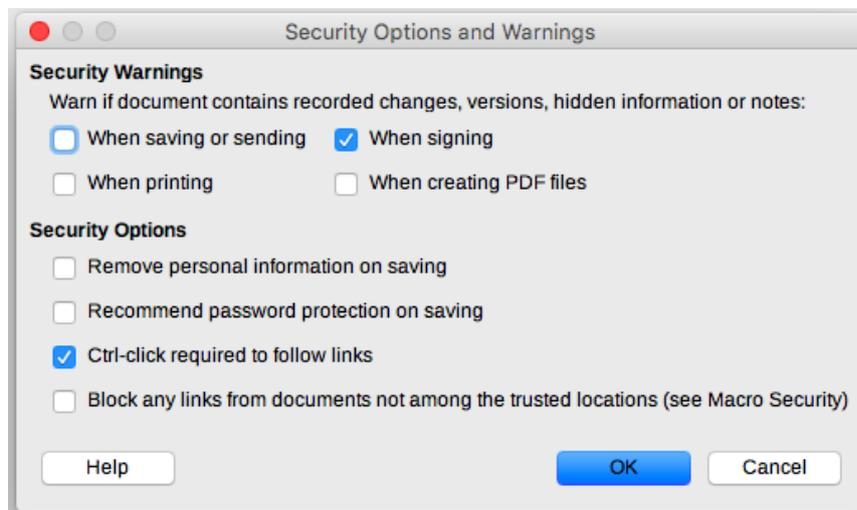 Security Options and Warnings
Security Warnings
Warn if document contains recorded changes, versions, hidden information or notes:
When saving or sending When signing
When printing When creating PDF files
Security Options
Remove personal information on saving
Recommend password protection on saving
Ctrl-click required to follow links
Block any links from documents not among the trusted locations (see Macro Security)
Help OK Cancel